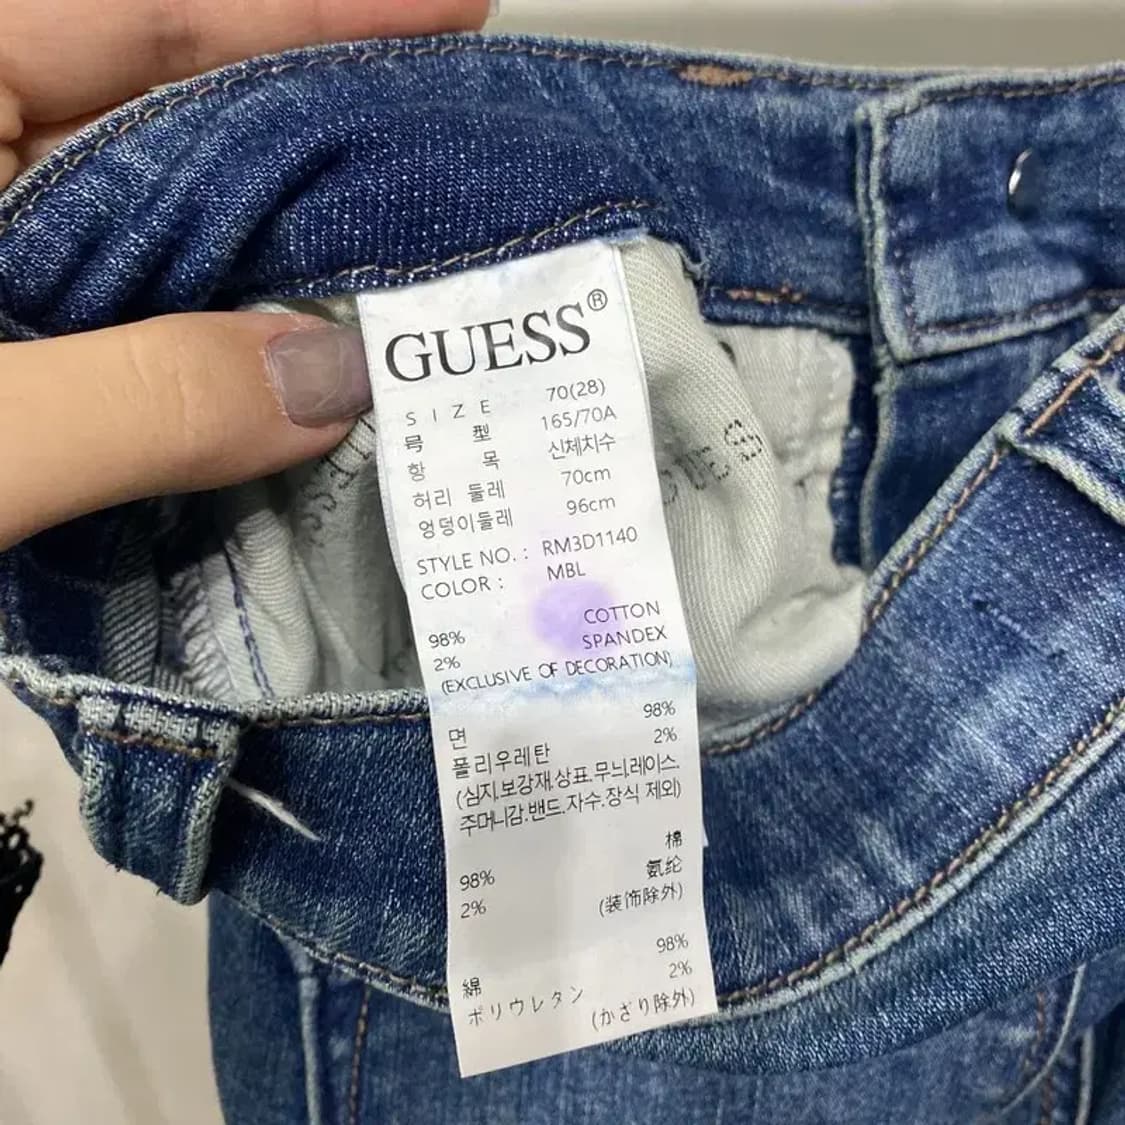 GUESS®
SIZE 70(28)
号型 165/70A
항목 신체치수
허리 둘레 70cm
엉덩이둘레 96cm
STYLE NO. : RM3D1140
COLOR : MBL
98% COTTON
2% SPANDEX
(EXCLUSIVE OF DECORATION)
면 98%
폴리우레탄 2%
(심지.보강재.상표.무늬.레이스.
주머니감.밴드.자수.장식 제외)
98% 棉
2% 氨纶
(装饰除外)
綿 98%
ポリウレタン 2%
(かざり除外)